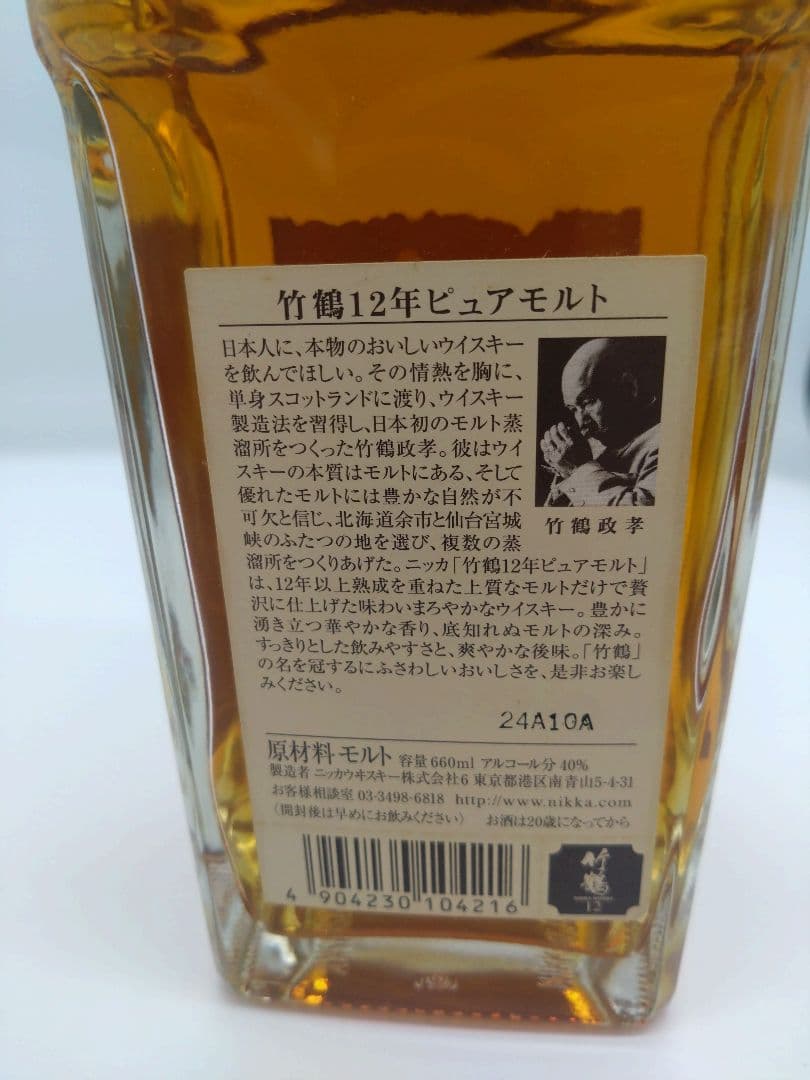 竹鶴12年ピュアモルト
日本人に、本物のおいしいウイスキー
を飲んでほしい。その情熱を胸に、
単身スコットランドに渡り、ウイスキー
製造法を習得し、日本初のモルト蒸
溜所をつくった竹鶴政孝。彼はウイ
スキーの本質はモルトにある、そして
優れたモルトには豊かな自然が不
可欠と信じ、北海道余市と仙台宮城
峡のふたつの地を選び、複数の蒸
溜所をつくりあげた。ニッカ「竹鶴12年ピュアモルト」
は、12年以上熟成を重ねた上質なモルトだけで贅
沢に仕上げた味わいまろやかなウイスキー。豊かに
湧き立つ華やかな香り、底知れぬモルトの深み。
すっきりとした飲みやすさと、爽やかな後味。「竹鶴」
の名を冠するにふさわしいおいしさを、是非お楽し
みください。
竹鶴政孝
24A10A
原材料 モルト 容量 660ml アルコール分 40%
製造者 ニッカウヰスキー株式会社6 東京都港区南青山5-4-31
お客様相談室 03-3498-6818 http://www.nikka.com
（開封後は早めにお飲みください） お酒は20歳になってから
4 904230 104216
竹鶴
12